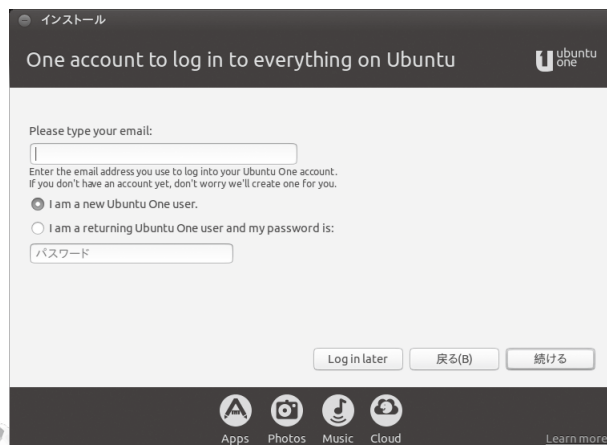 インストール
One account to log in to everything on Ubuntu
ubuntu
one
Please type your email:
Enter the email address you use to log into your Ubuntu One account.
If you don't have an account yet, don't worry we'll create one for you.
I am a new Ubuntu One user.
I am a returning Ubuntu One user and my password is:
パスワード
Log in later 戻る(B) 続ける
Apps Photos Music Cloud Learn more